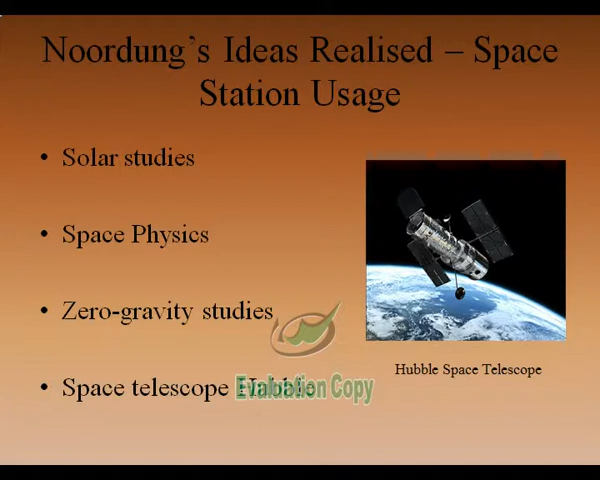 Noordung's Ideas Realised – Space
Station Usage
• Solar studies
• Space Physics
• Zero-gravity studies
• Space telescope Hubble
Evaluation Copy
Hubble Space Telescope